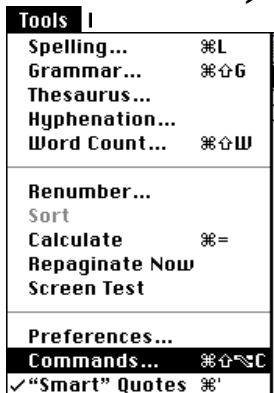 Tools
Spelling... ⌘L
Grammar... ⌘⇧G
Thesaurus...
Hyphenation...
Word Count... ⌘⇧W
Renumber...
Sort
Calculate ⌘=
Repaginate Now
Screen Test
Preferences...
Commands... ⌘⇧⌥C
✓“Smart” Quotes ⌘'